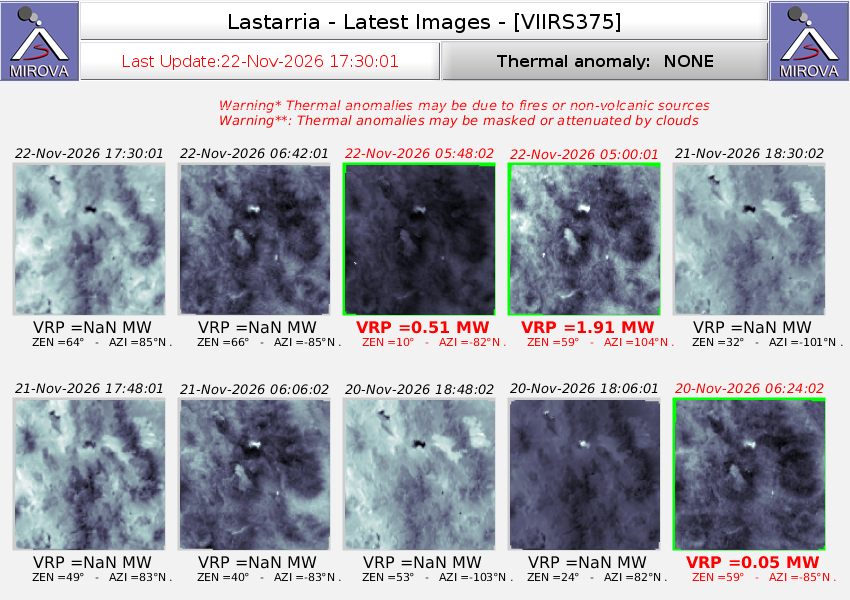 Lastarria - Latest Images - [VIIRS375]
MIROVA
Last Update:22-Nov-2026 17:30:01
Thermal anomaly: NONE
MIROVA
Warning* Thermal anomalies may be due to fires or non-volcanic sources
Warning**: Thermal anomalies may be masked or attenuated by clouds
22-Nov-2026 17:30:01
22-Nov-2026 06:42:01
22-Nov-2026 05:48:02
22-Nov-2026 05:00:01
21-Nov-2026 18:30:02
VRP =NaN MW
VRP =NaN MW
VRP =0.51 MW
VRP =1.91 MW
VRP =NaN MW
ZEN =64° - AZI =85°N .
ZEN =66° - AZI =-85°N .
ZEN =10° - AZI =-82°N .
ZEN =59° - AZI =104°N .
ZEN =32° - AZI =-101°N .
21-Nov-2026 17:48:01
21-Nov-2026 06:06:02
20-Nov-2026 18:48:02
20-Nov-2026 18:06:01
20-Nov-2026 06:24:02
VRP =NaN MW
VRP =NaN MW
VRP =NaN MW
VRP =NaN MW
VRP =0.05 MW
ZEN =49° - AZI =83°N .
ZEN =40° - AZI =-83°N .
ZEN =53° - AZI =-103°N .
ZEN =24° - AZI =82°N .
ZEN =59° - AZI =-85°N .